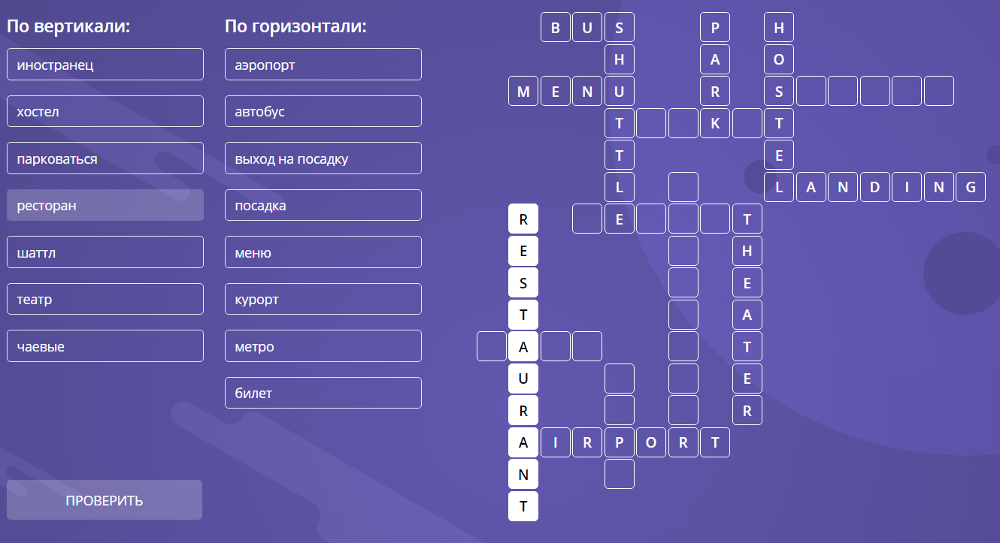 По вертикали:
иностранец
хостел
парковаться
ресторан
шаттл
театр
чаевые
По горизонтали:
аэропорт
автобус
выход на посадку
посадка
меню
курорт
метро
билет
ПРОВЕРИТЬ
B U S P H
H A O
M E N U R S
T K T
T E
L L A N D I N G
R E T
E H
S E
T A
A T
U E
R R
A I R P O R T
N
T